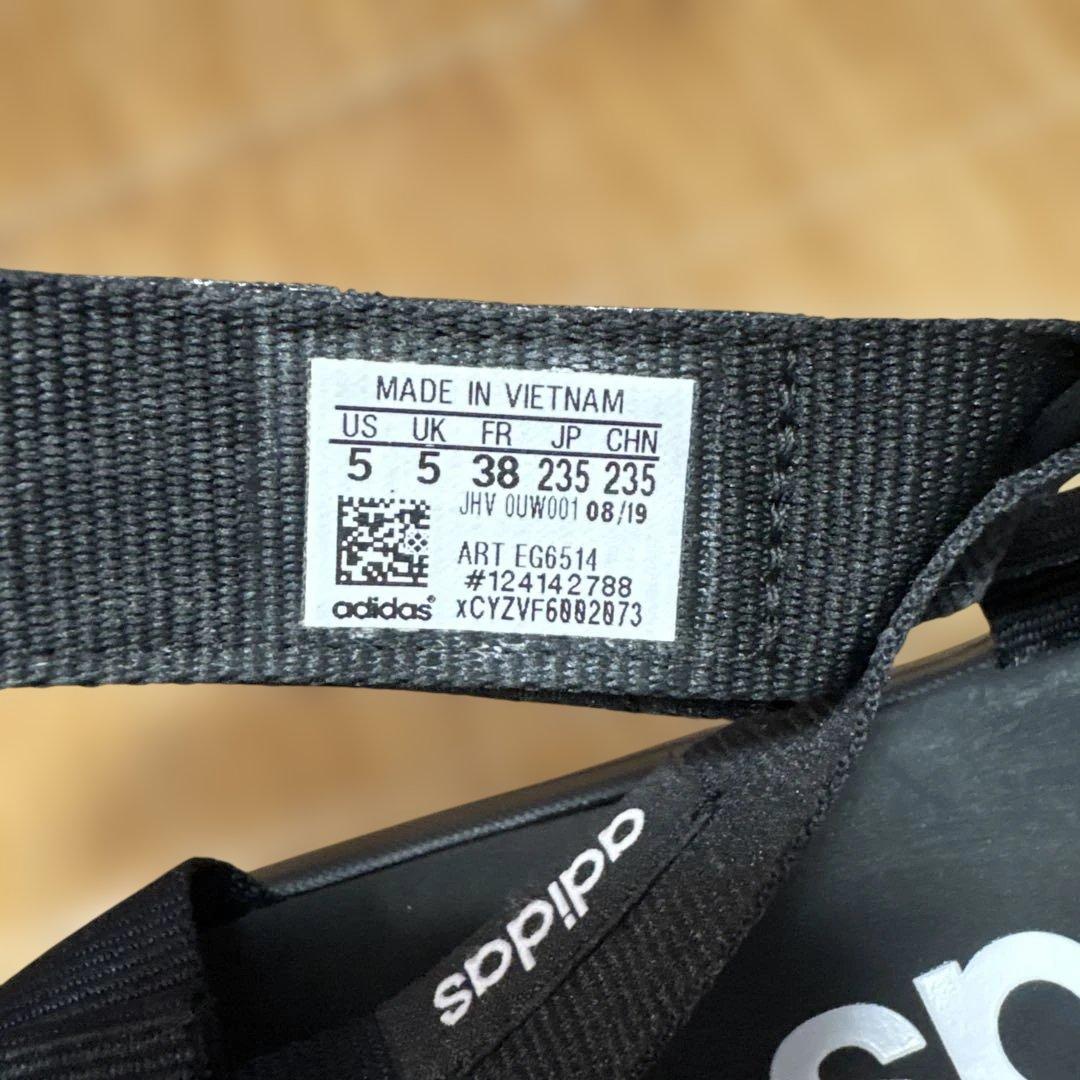 MADE IN VIETNAM
US UK FR JP CHN
5 5 38 235 235
JHV 0UW001 08/19
ART EG6514
#124142788
adidas® xCYZVF6002073
adidas